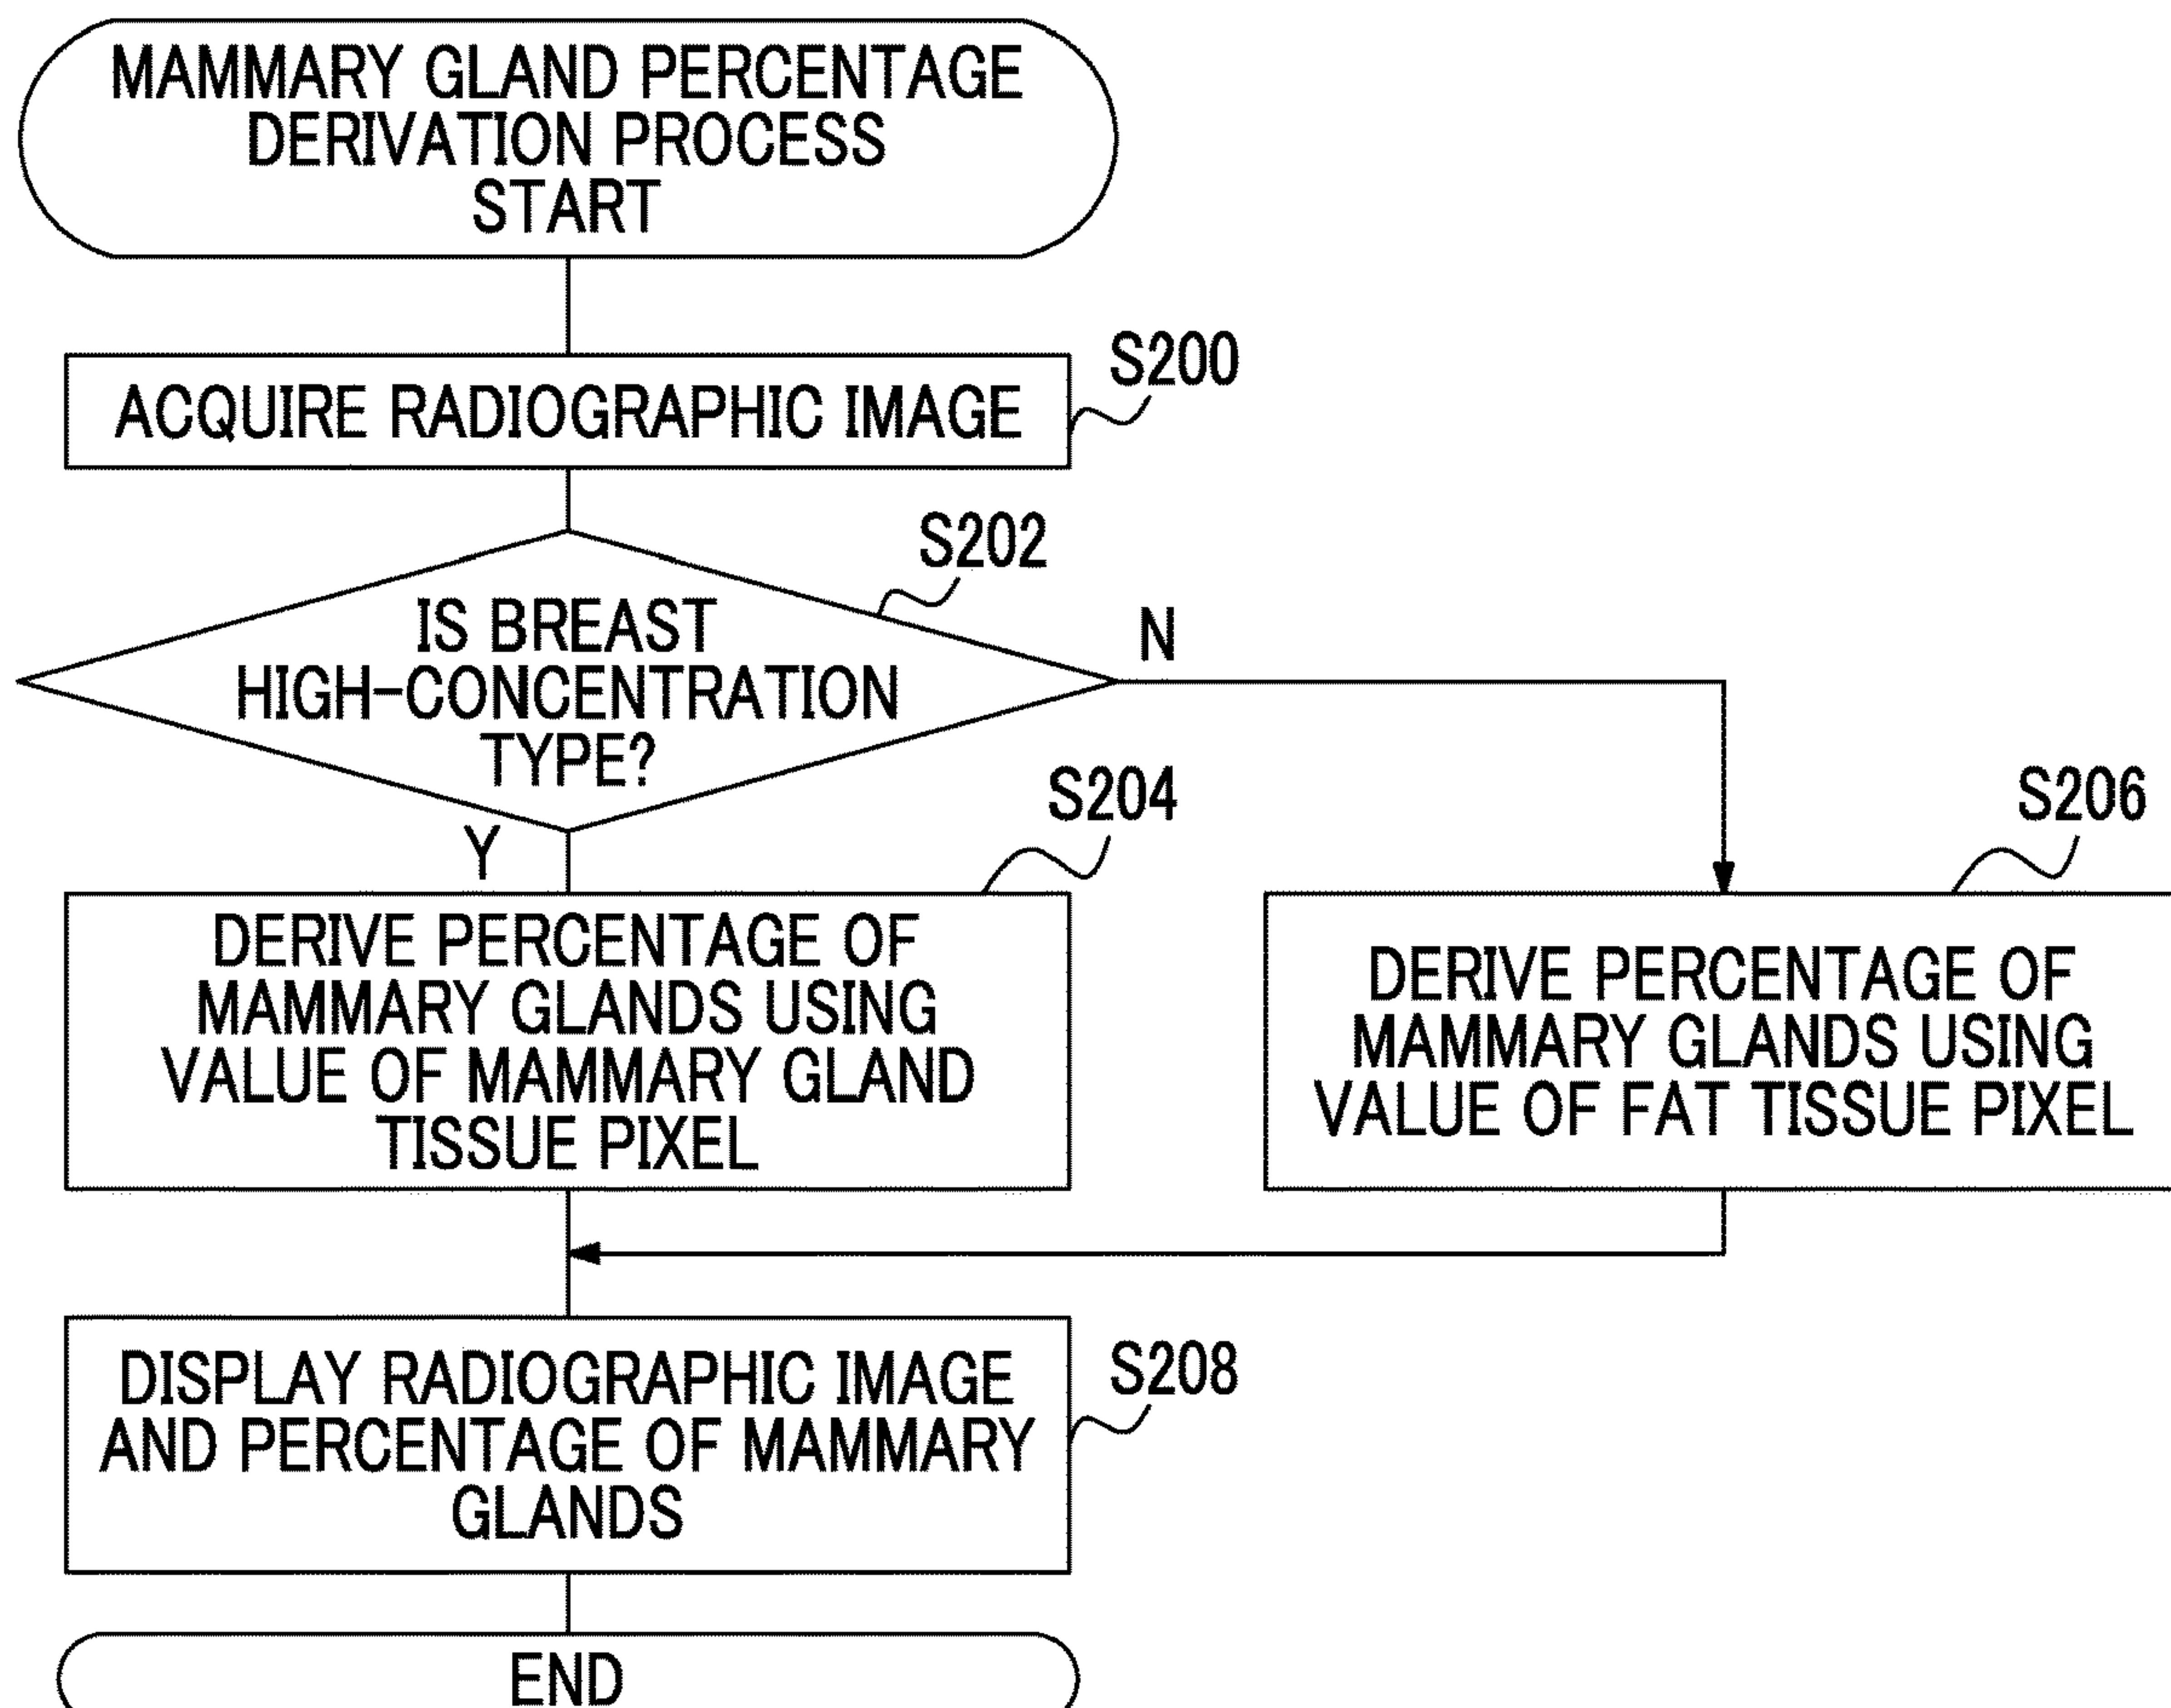 MAMMARY GLAND PERCENTAGE
DERIVATION PROCESS
START
S200
ACQUIRE RADIOGRAPHIC IMAGE
S202
IS BREAST
HIGH-CONCENTRATION
TYPE?
N
Y
S204
DERIVE PERCENTAGE OF
MAMMARY GLANDS USING
VALUE OF MAMMARY GLAND
TISSUE PIXEL
S206
DERIVE PERCENTAGE OF
MAMMARY GLANDS USING
VALUE OF FAT TISSUE PIXEL
S208
DISPLAY RADIOGRAPHIC IMAGE
AND PERCENTAGE OF MAMMARY
GLANDS
END